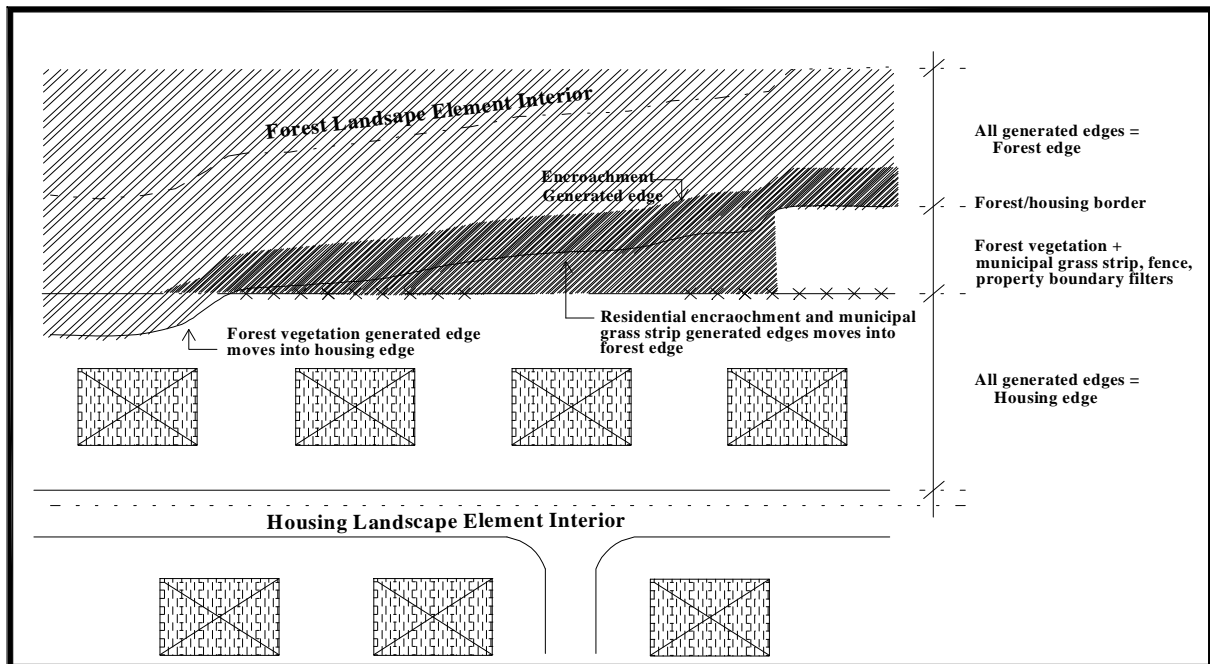 Forest Landsape Element Interior
Encroachment
Generated edge
All generated edges =
Forest edge
Forest/housing border
Forest vegetation +
municipal grass strip, fence,
property boundary filters
Forest vegetation generated edge
moves into housing edge
Residential encraochment and municipal
grass strip generated edges moves into
forest edge
All generated edges =
Housing edge
Housing Landscape Element Interior